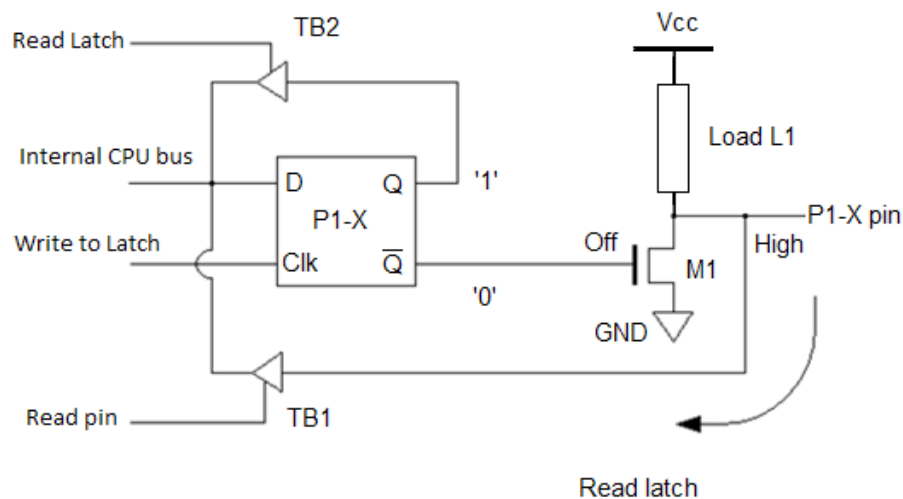 TB2
Vcc
Read Latch
Load L1
Internal CPU bus
D Q '1'
P1-X
P1-X pin
Write to Latch
Off
High
Clk Q̅
M1
'0'
GND
Read pin
TB1
Read latch